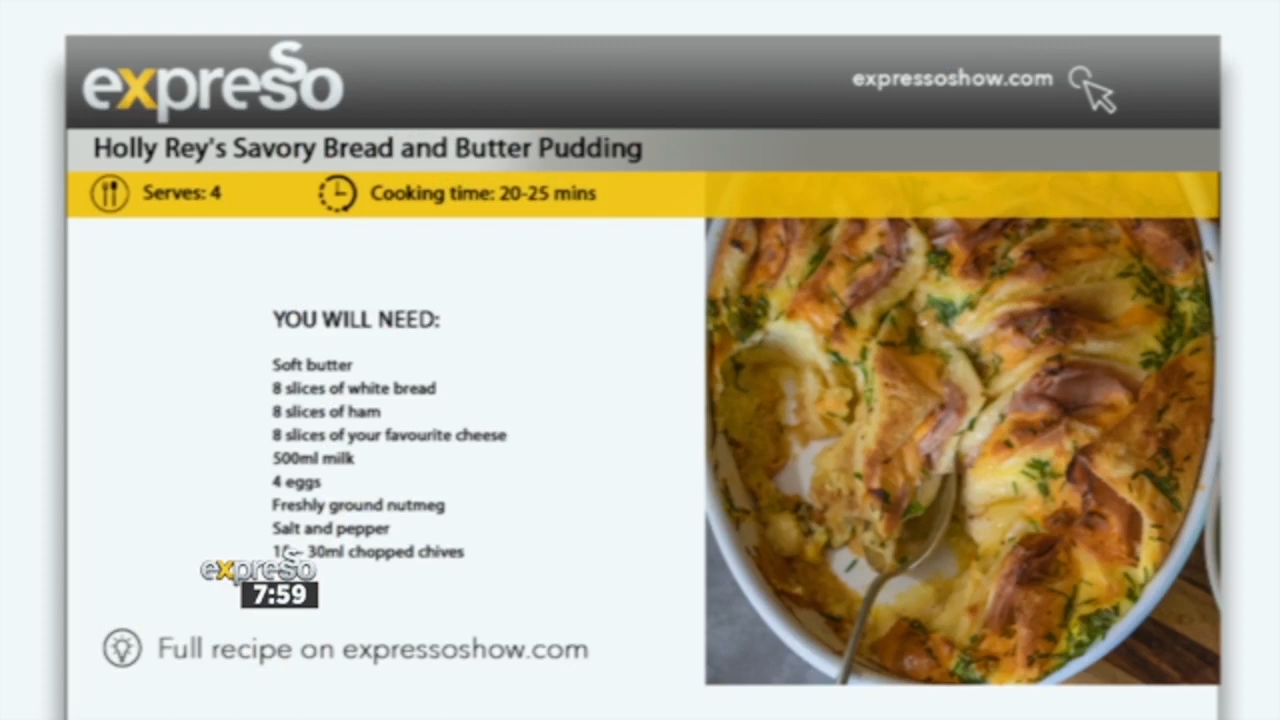 expresso
expressoshow.com
Holly Rey's Savory Bread and Butter Pudding
Serves: 4
Cooking time: 20-25 mins
YOU WILL NEED:
Soft butter
8 slices of white bread
8 slices of ham
8 slices of your favourite cheese
500ml milk
4 eggs
Freshly ground nutmeg
Salt and pepper
30ml chopped chives
expresso
7:59
Full recipe on expressoshow.com